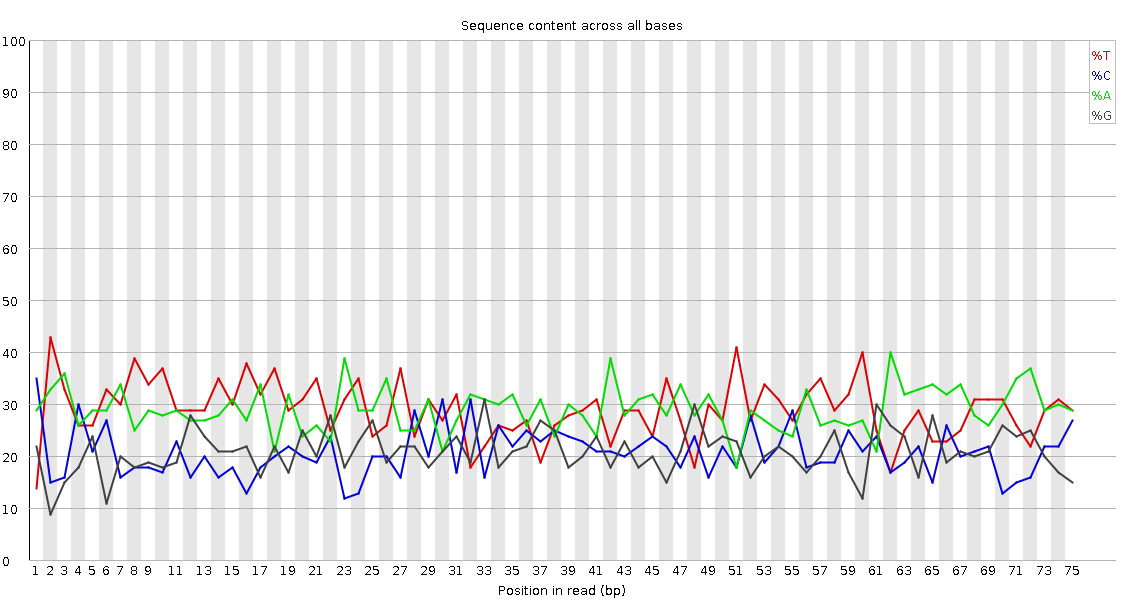 Sequence content across all bases
100
90
80
70
60
50
40
30
20
10
0
%T
%C
%A
%G
1 2 3 4 5 6 7 8 9 11 13 15 17 19 21 23 25 27 29 31 33 35 37 39 41 43 45 47 49 51 53 55 57 59 61 63 65 67 69 71 73 75
Position in read (bp)